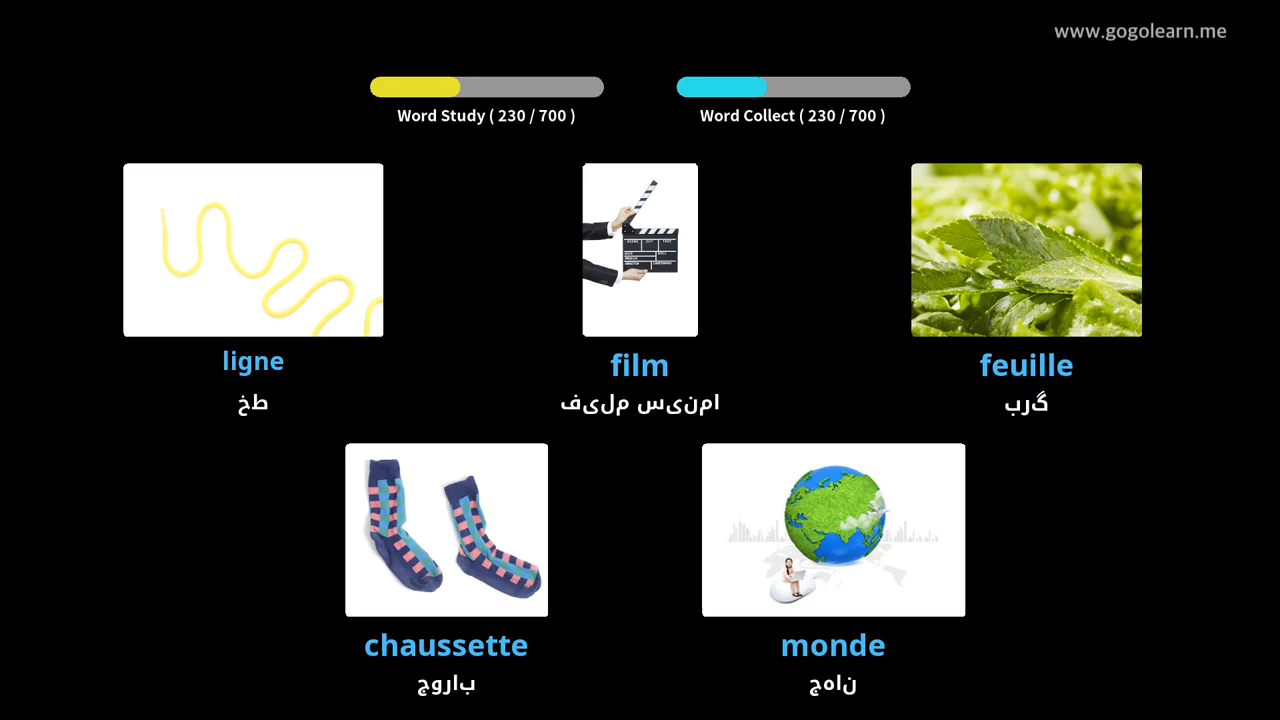 www.gogolearn.me
Word Study ( 230 / 700 )
Word Collect ( 230 / 700 )
ligne
طخ
film
امنیس ملیف
feuille
گرب
chaussette
باروج
monde
ناهج